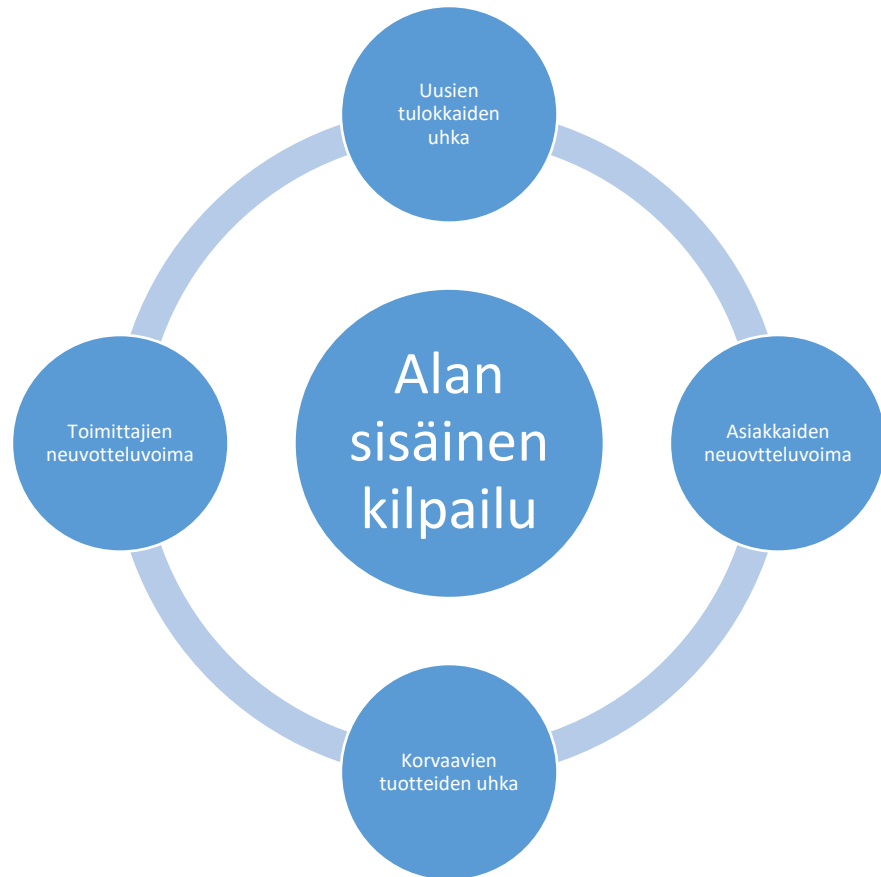 Uusien
tulokkaiden
uhka
Alan
sisäinen
kilpailu
Toimittajien
neuvotteluvoima
Asiakkaiden
neuovtteluvoima
Korvaavien
tuotteiden uhka